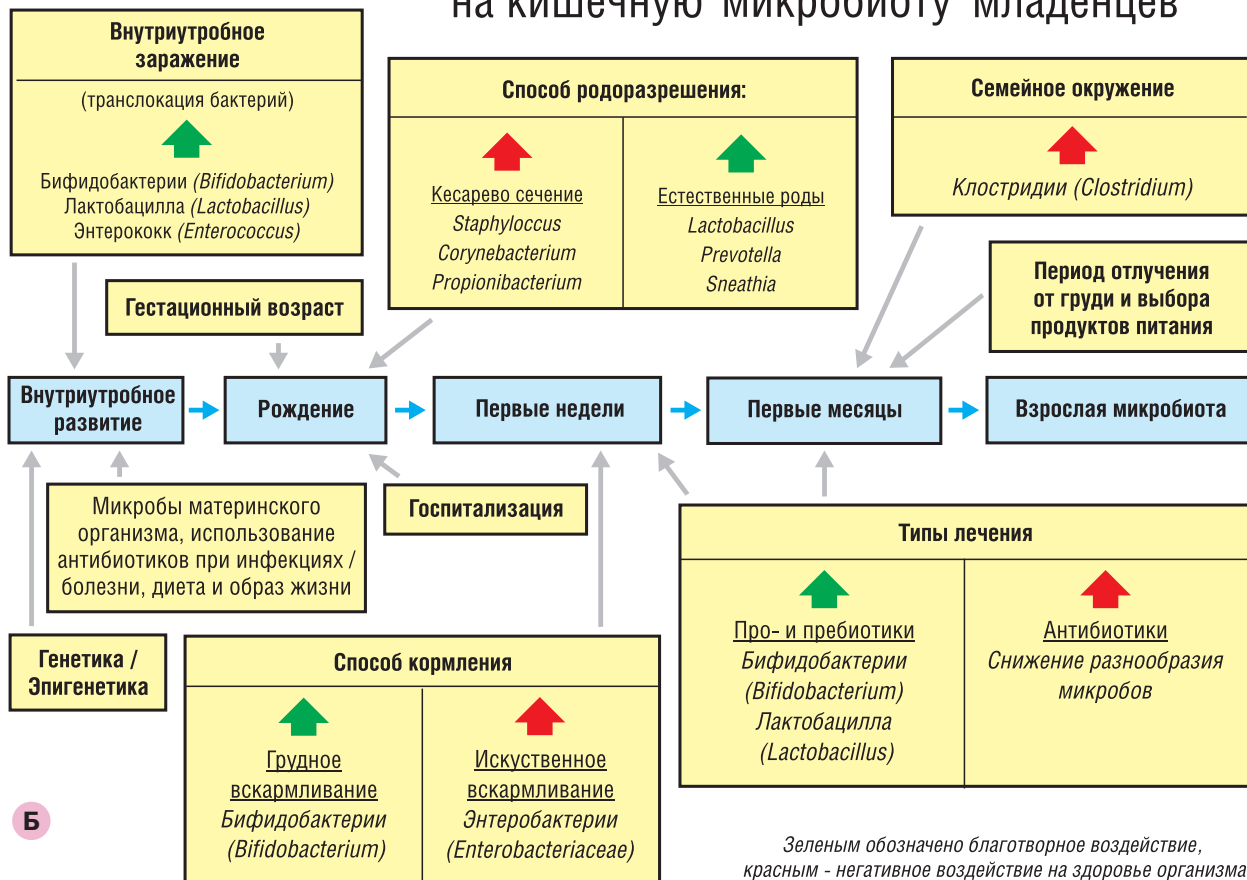 на кишечную микробиоту младенцев
Внутриутробное
заражение
(транслокация бактерий)
Бифидобактерии (Bifidobacterium)
Лактобацилла (Lactobacillus)
Энтерококк (Enterococcus)
Способ родоразрешения:
Кесарево сечение
Staphyloccus
Corynebacterium
Propionibacterium
Естественные роды
Lactobacillus
Prevotella
Sneathia
Семейное окружение
Клостридии (Clostridium)
Гестационный возраст
Период отлучения
от груди и выбора
продуктов питания
Внутриутробное
развитие
Рождение
Первые недели
Первые месяцы
Взрослая микробиота
Микробы материнского
организма, использование
антибиотиков при инфекциях /
болезни, диета и образ жизни
Госпитализация
Генетика /
Эпигенетика
Способ кормления
Грудное
вскармливание
Бифидобактерии
(Bifidobacterium)
Искуственное
вскармливание
Энтеробактерии
(Enterobacteriaceae)
Типы лечения
Про- и пребиотики
Бифидобактерии
(Bifidobacterium)
Лактобацилла
(Lactobacillus)
Антибиотики
Снижение разнообразия
микробов
Б
Зеленым обозначено благотворное воздействие,
красным - негативное воздействие на здоровье организма